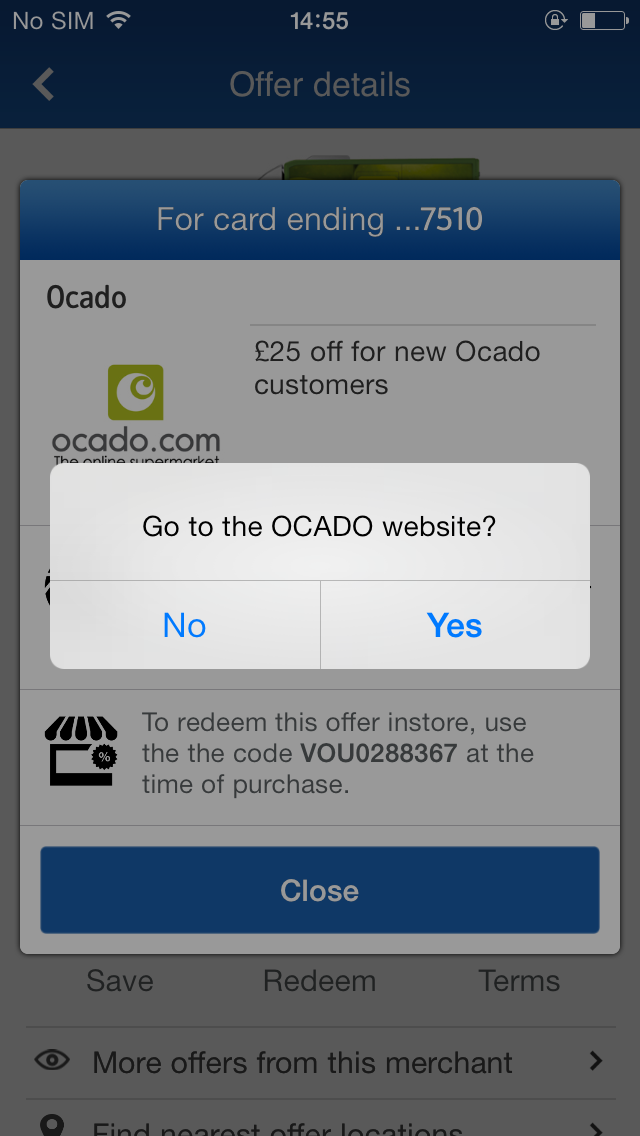 No SIM 14:55
Offer details
For card ending ...7510
Ocado
£25 off for new Ocado
customers
ocado.com
The online supermarket
Go to the OCADO website?
No Yes
To redeem this offer instore, use
the the code VOU0288367 at the
time of purchase.
%
Close
Save Redeem Terms
More offers from this merchant
Find nearest offer locations